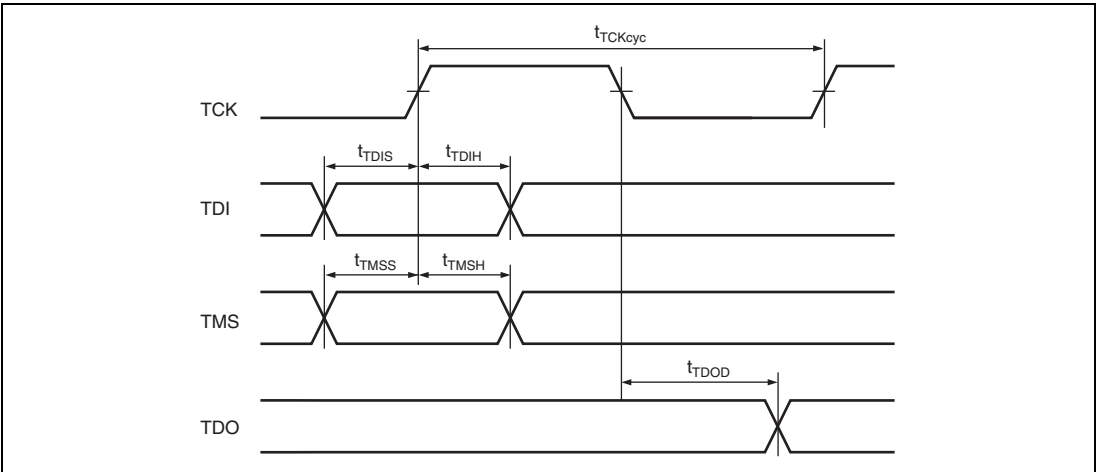 tTCKcyc
TCK
tTDIS tTDIH
TDI
tTMSS tTMSH
TMS
tTDOD
TDO